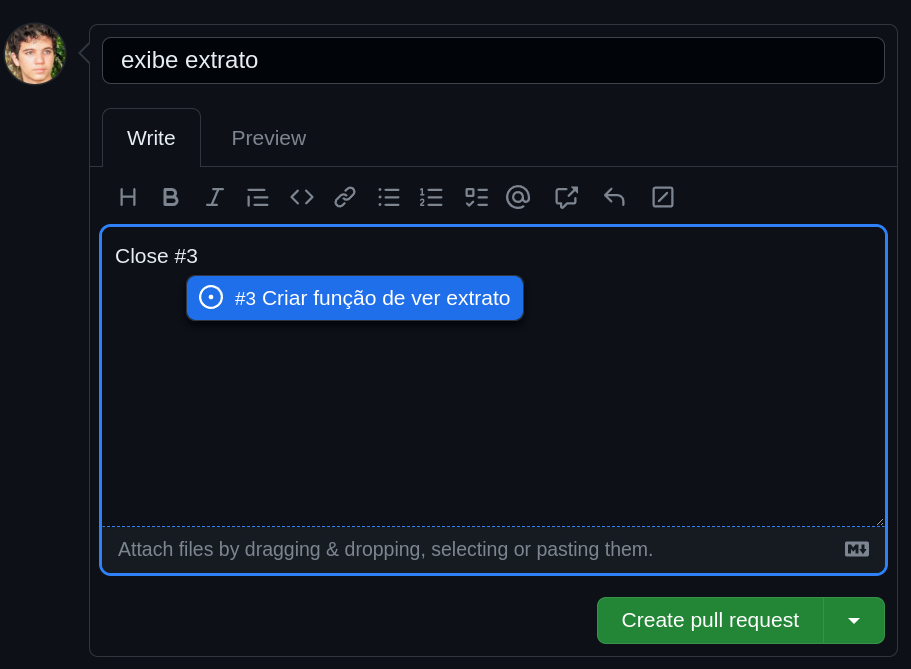 exibe extrato
Write Preview
Close #3
#3 Criar função de ver extrato
Attach files by dragging & dropping, selecting or pasting them.
Create pull request